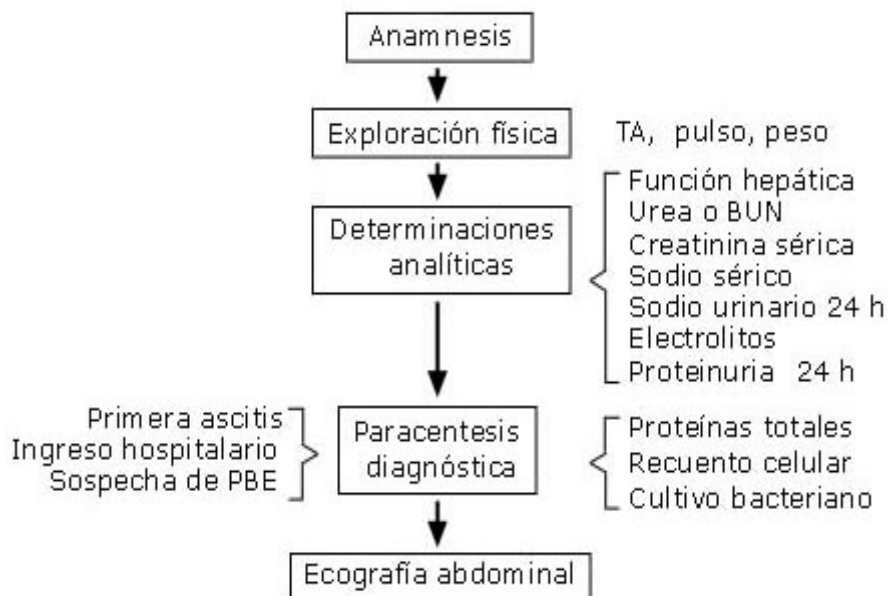 Anamnesis
Exploración física
TA, pulso, peso
Determinaciones
analíticas
Función hepática
Urea o BUN
Creatinina sérica
Sodio sérico
Sodio urinario 24 h
Electrolitos
Proteinuria 24 h
Primera ascitis
Ingreso hospitalario
Sospecha de PBE
Paracentesis
diagnóstica
Proteínas totales
Recuento celular
Cultivo bacteriano
Ecografía abdominal